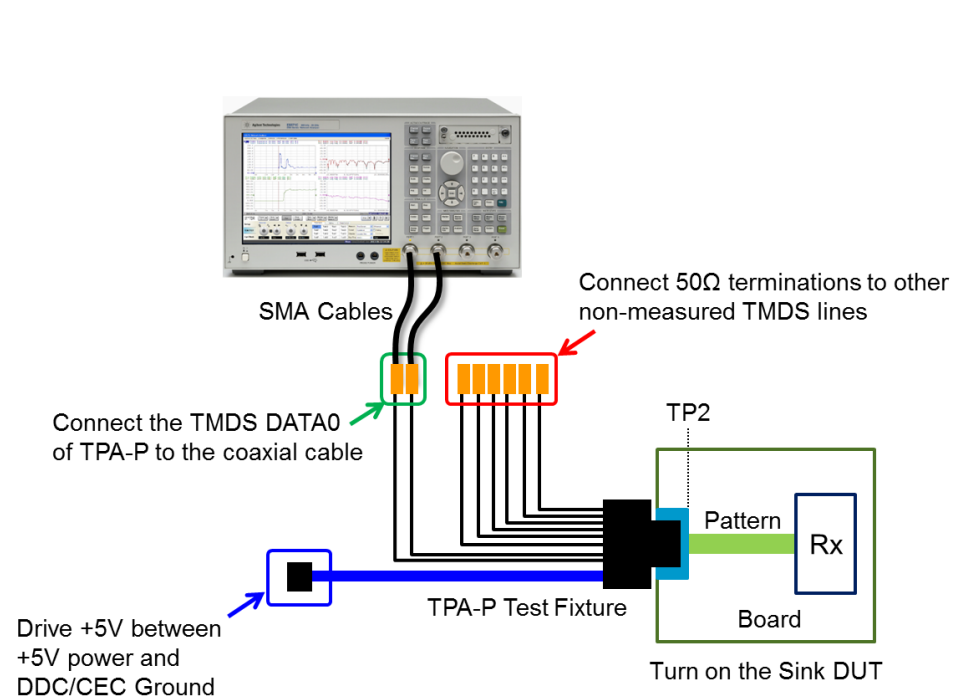 Agilent Technologies
SMA Cables
Connect 50Ω terminations to other
non-measured TMDS lines
Connect the TMDS DATA0
of TPA-P to the coaxial cable
TP2
Pattern
Rx
TPA-P Test Fixture
Board
Drive +5V between
+5V power and
DDC/CEC Ground
Turn on the Sink DUT